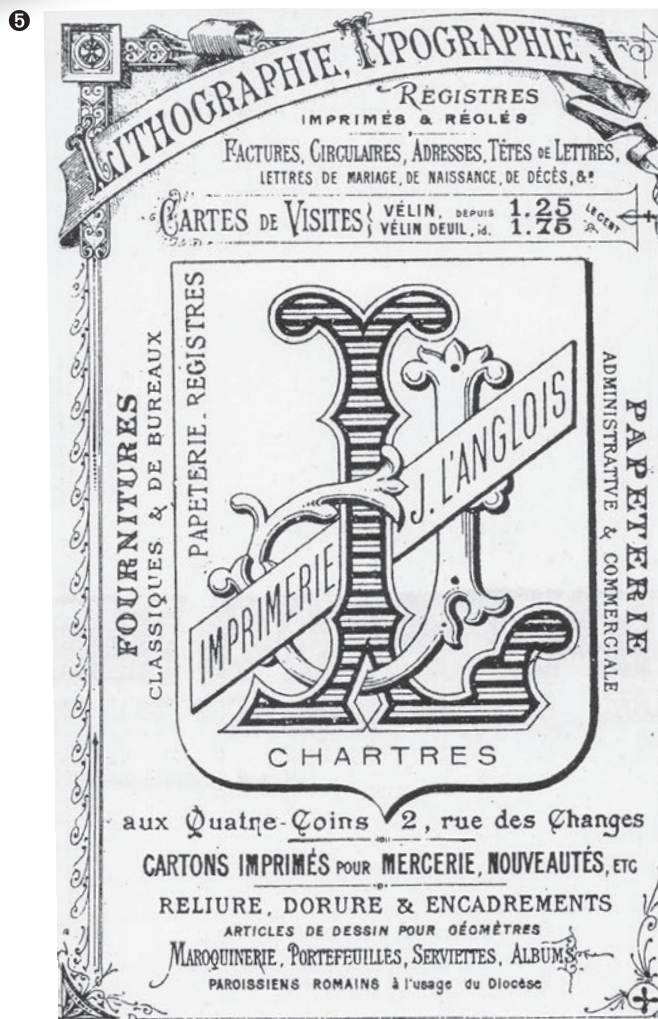 ❺
LITHOGRAPHIE, TYPOGRAPHIE
REGISTRES
IMPRIMÉS & RÉGLÉS
FACTURES, CIRCULAIRES, ADRESSES, TÊTES DE LETTRES,
LETTRES DE MARIAGE, DE NAISSANCE, DE DÉCÈS, &ª
CARTES DE VISITES { VÉLIN, DEPUIS 1.25 LE CENT
VÉLIN DEUIL, id. 1.75
FOURNITURES
CLASSIQUES & DE BUREAUX
PAPETERIE. REGISTRES
JL
IMPRIMERIE J. L'ANGLOIS
PAPETERIE
ADMINISTRATIVE & COMMERCIALE
CHARTRES
aux Quatre-Coins 2, rue des Changes
CARTONS IMPRIMÉS POUR MERCERIE, NOUVEAUTÉS, ETC
RELIURE, DORURE & ENCADREMENTS
ARTICLES DE DESSIN POUR GÉOMÈTRES
MAROQUINERIE, PORTEFEUILLES, SERVIETTES, ALBUMS
PAROISSIENS ROMAINS à l'usage du Diocèse